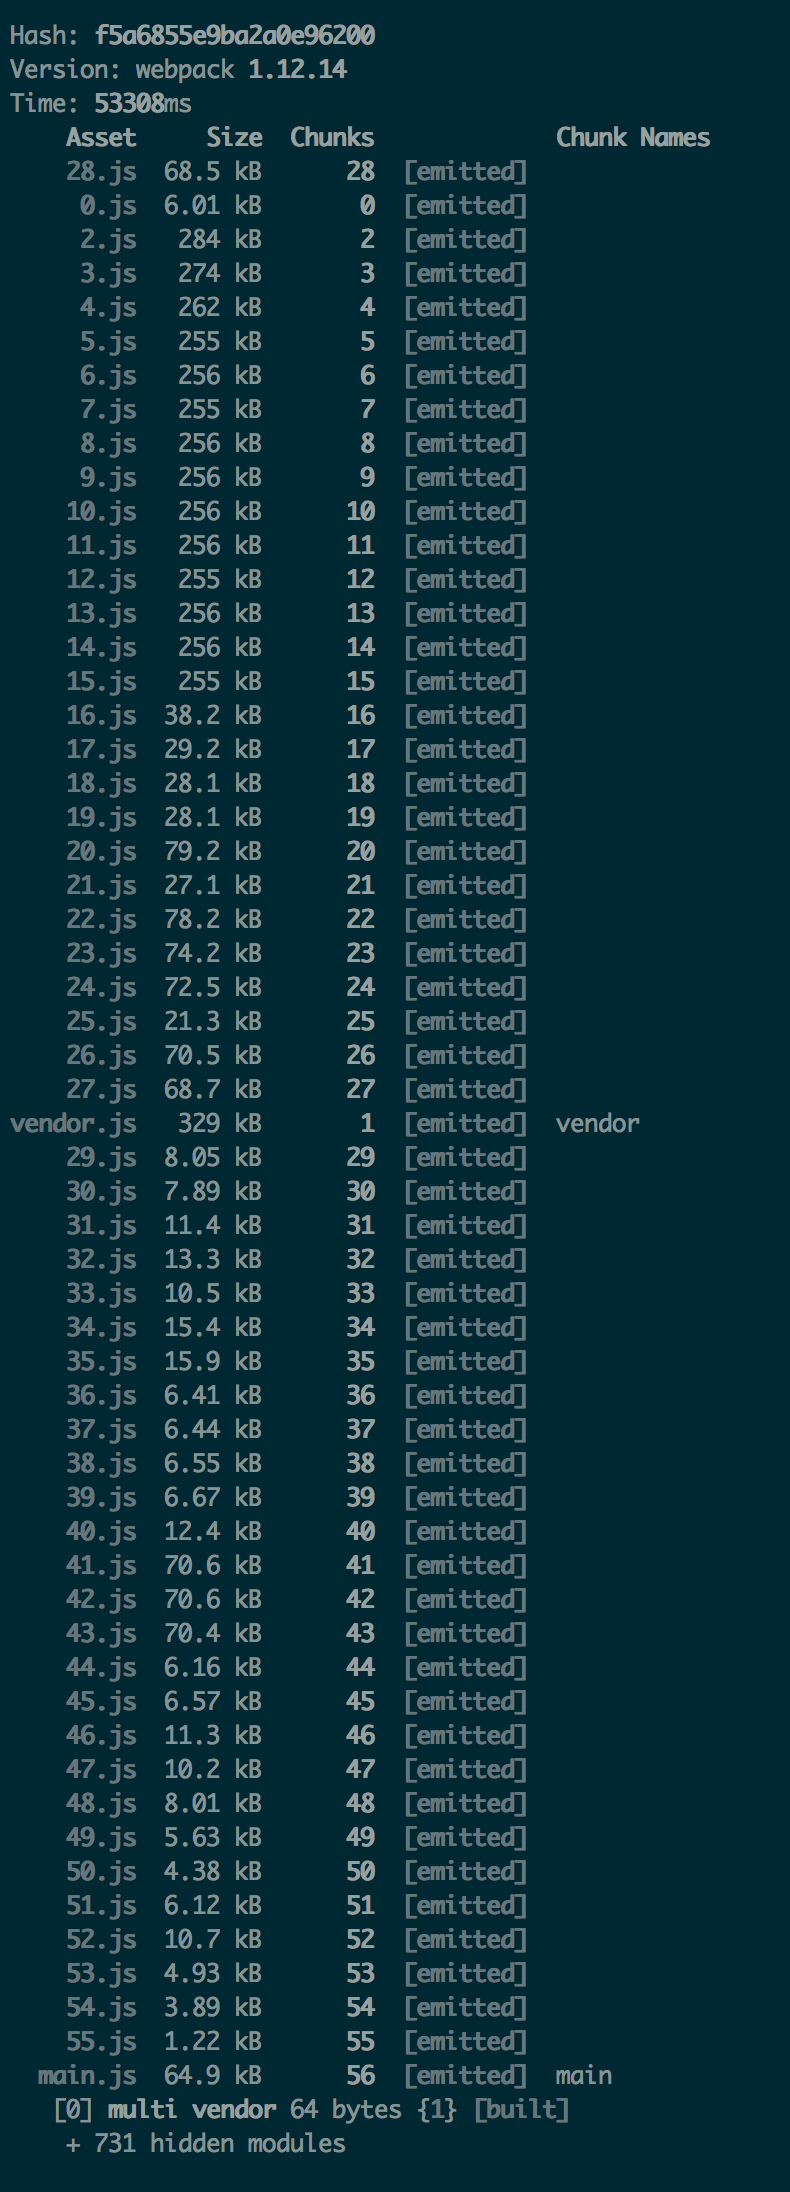 Hash: f5a6855e9ba2a0e96200
Version: webpack 1.12.14
Time: 53308ms
Asset Size Chunks Chunk Names
28.js 68.5 kB 28 [emitted]
0.js 6.01 kB 0 [emitted]
2.js 284 kB 2 [emitted]
3.js 274 kB 3 [emitted]
4.js 262 kB 4 [emitted]
5.js 255 kB 5 [emitted]
6.js 256 kB 6 [emitted]
7.js 255 kB 7 [emitted]
8.js 256 kB 8 [emitted]
9.js 256 kB 9 [emitted]
10.js 256 kB 10 [emitted]
11.js 256 kB 11 [emitted]
12.js 255 kB 12 [emitted]
13.js 256 kB 13 [emitted]
14.js 256 kB 14 [emitted]
15.js 255 kB 15 [emitted]
16.js 38.2 kB 16 [emitted]
17.js 29.2 kB 17 [emitted]
18.js 28.1 kB 18 [emitted]
19.js 28.1 kB 19 [emitted]
20.js 79.2 kB 20 [emitted]
21.js 27.1 kB 21 [emitted]
22.js 78.2 kB 22 [emitted]
23.js 74.2 kB 23 [emitted]
24.js 72.5 kB 24 [emitted]
25.js 21.3 kB 25 [emitted]
26.js 70.5 kB 26 [emitted]
27.js 68.7 kB 27 [emitted]
vendor.js 329 kB 1 [emitted] vendor
29.js 8.05 kB 29 [emitted]
30.js 7.89 kB 30 [emitted]
31.js 11.4 kB 31 [emitted]
32.js 13.3 kB 32 [emitted]
33.js 10.5 kB 33 [emitted]
34.js 15.4 kB 34 [emitted]
35.js 15.9 kB 35 [emitted]
36.js 6.41 kB 36 [emitted]
37.js 6.44 kB 37 [emitted]
38.js 6.55 kB 38 [emitted]
39.js 6.67 kB 39 [emitted]
40.js 12.4 kB 40 [emitted]
41.js 70.6 kB 41 [emitted]
42.js 70.6 kB 42 [emitted]
43.js 70.4 kB 43 [emitted]
44.js 6.16 kB 44 [emitted]
45.js 6.57 kB 45 [emitted]
46.js 11.3 kB 46 [emitted]
47.js 10.2 kB 47 [emitted]
48.js 8.01 kB 48 [emitted]
49.js 5.63 kB 49 [emitted]
50.js 4.38 kB 50 [emitted]
51.js 6.12 kB 51 [emitted]
52.js 10.7 kB 52 [emitted]
53.js 4.93 kB 53 [emitted]
54.js 3.89 kB 54 [emitted]
55.js 1.22 kB 55 [emitted]
main.js 64.9 kB 56 [emitted] main
[0] multi vendor 64 bytes {1} [built]
+ 731 hidden modules